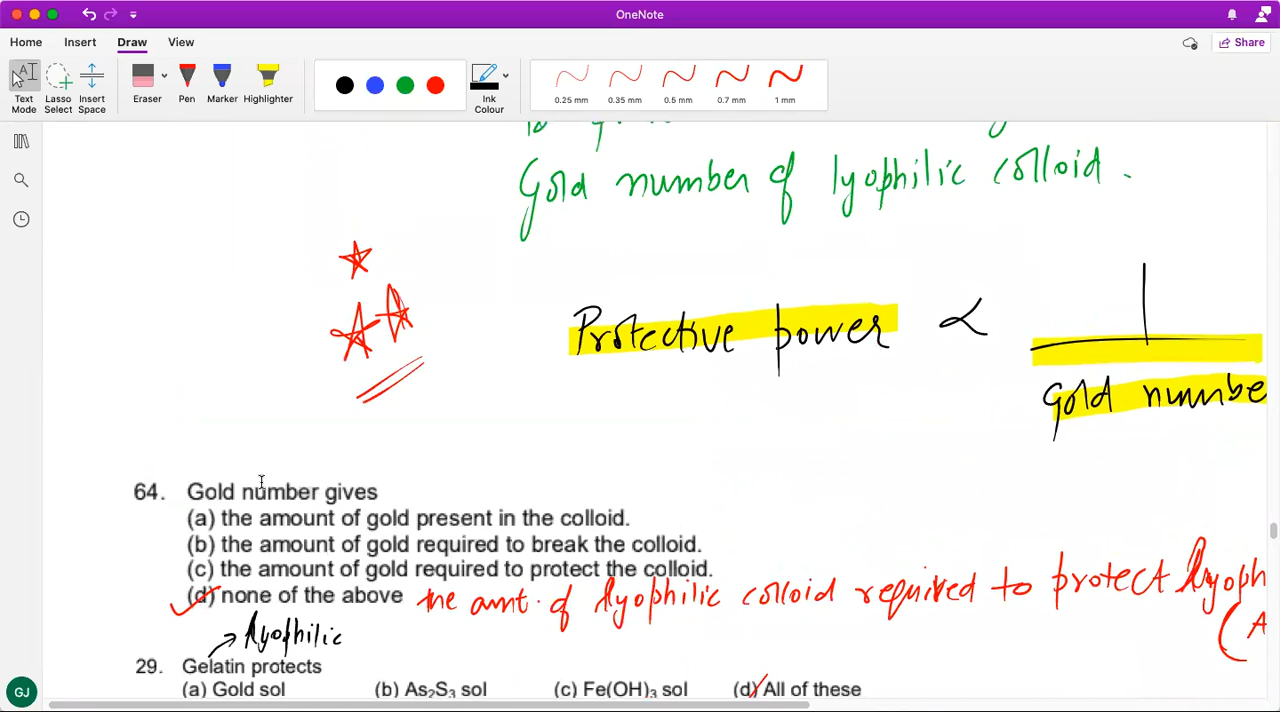 OneNote
Home Insert Draw View
Share
Text Mode
Lasso Select
Insert Space
Eraser
Pen
Marker
Highlighter
Ink Colour
0.25 mm
0.35 mm
0.5 mm
0.7 mm
1 mm
Gold number of lyophilic colloid.
Protective power ∝ 1
Gold numbe
64. Gold number gives
(a) the amount of gold present in the colloid.
(b) the amount of gold required to break the colloid.
(c) the amount of gold required to protect the colloid.
(d) none of the above the amt. of lyophilic colloid required to protect lyoph
(A
→ lyophilic
29. Gelatin protects
(a) Gold sol (b) As₂S₃ sol (c) Fe(OH)₃ sol (d) All of these
GJ